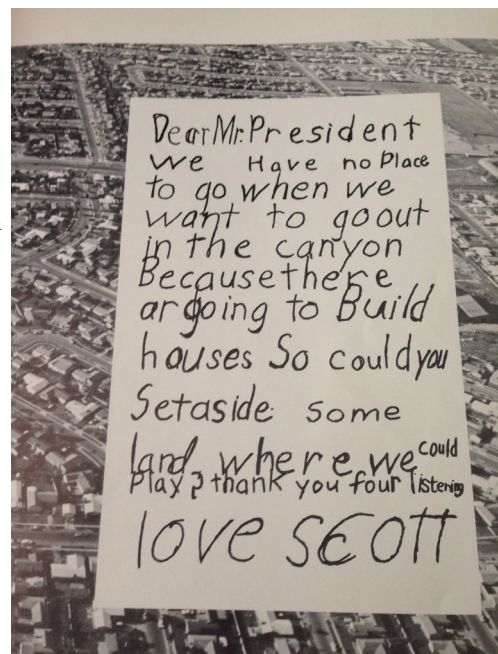 Dear Mr. President
we Have no Place
to go when we
want to go out
in the canyon
Because there
ar going to Build
houses So could you
Set aside some
land where we could
Play? thank you four listening
love Scott